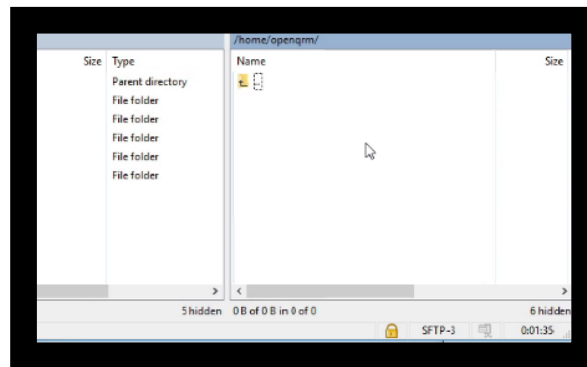 /home/openqrm/
Size Type Name Size
Parent directory ..
File folder
File folder
File folder
File folder
File folder
5 hidden 0 B of 0 B in 0 of 0 6 hidden
SFTP-3 0:01:35